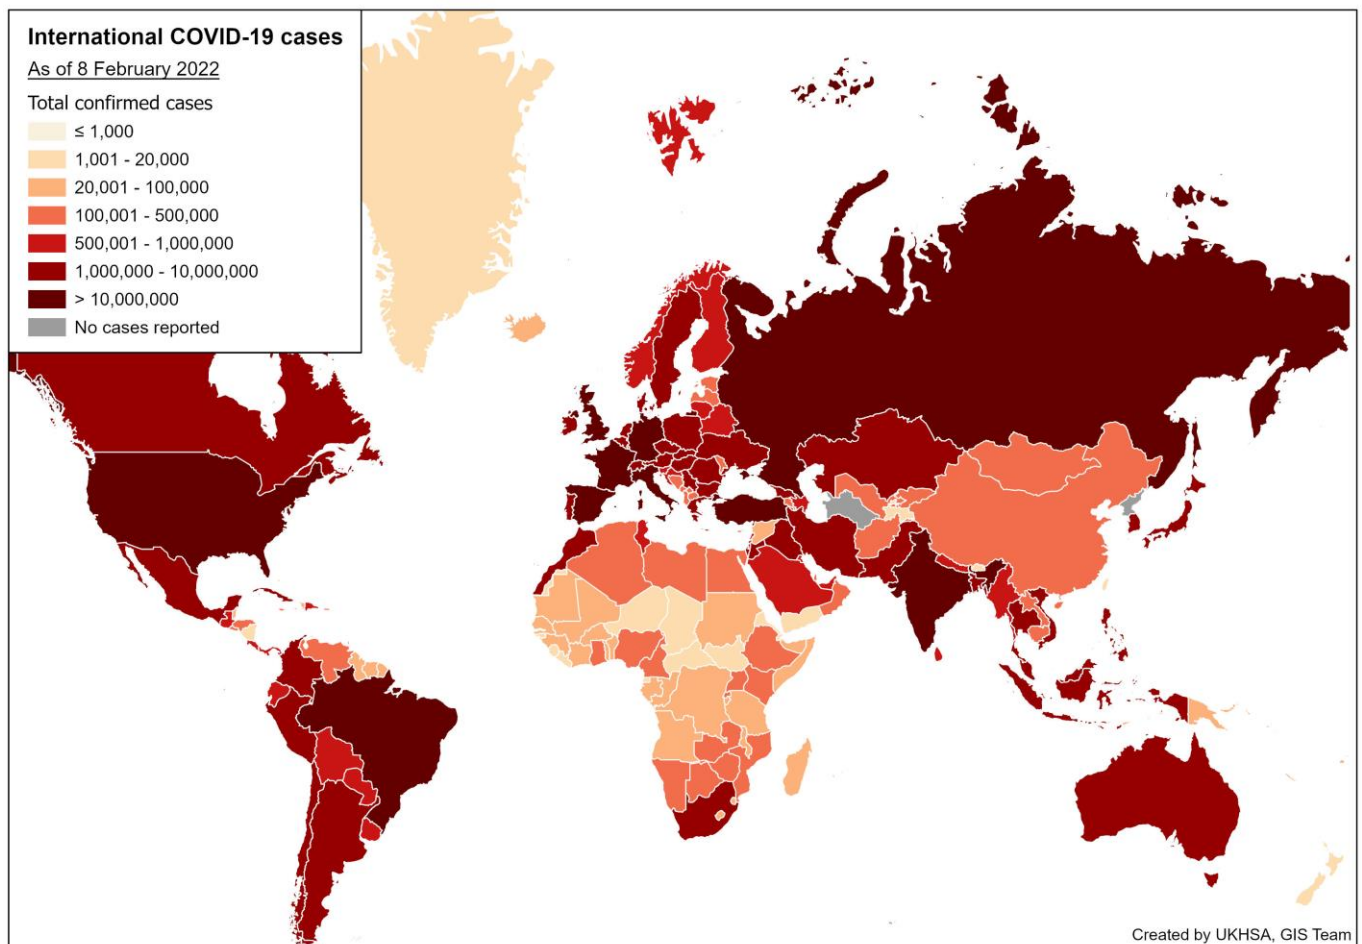 International COVID-19 cases
As of 8 February 2022
Total confirmed cases
≤ 1,000
1,001 - 20,000
20,001 - 100,000
100,001 - 500,000
500,001 - 1,000,000
1,000,000 - 10,000,000
> 10,000,000
No cases reported
Created by UKHSA, GIS Team